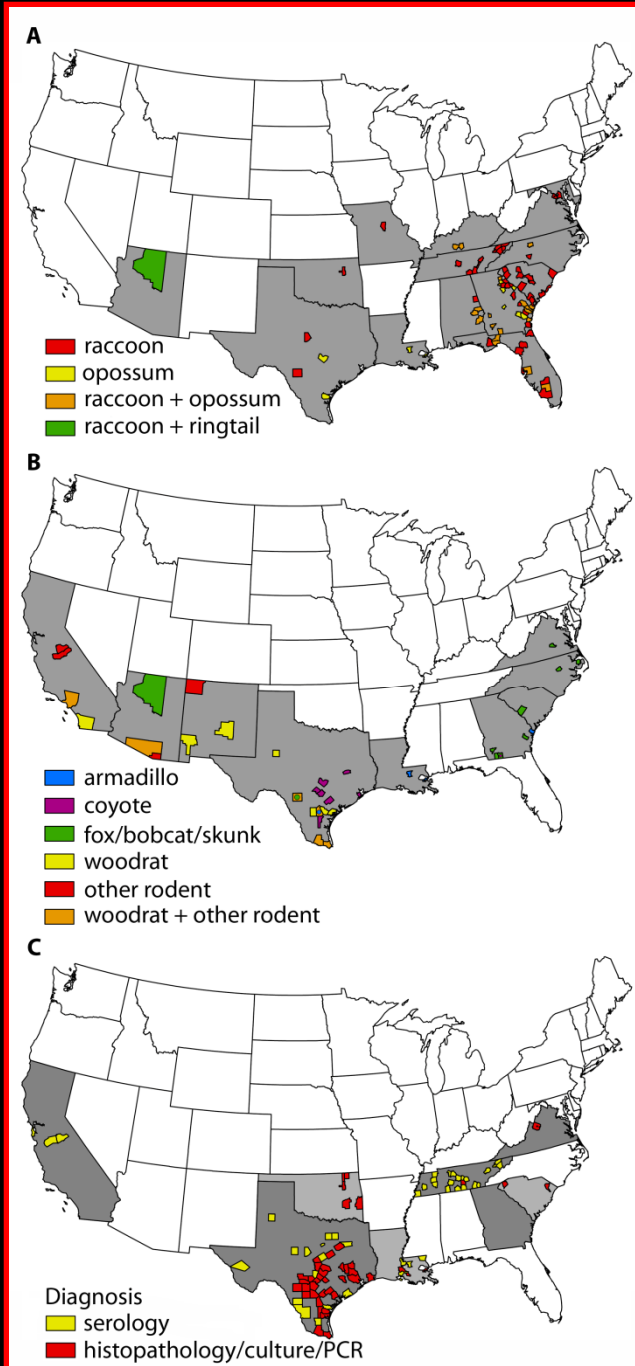 A
raccoon
opossum
raccoon + opossum
raccoon + ringtail
B
armadillo
coyote
fox/bobcat/skunk
woodrat
other rodent
woodrat + other rodent
C
Diagnosis
serology
histopathology/culture/PCR